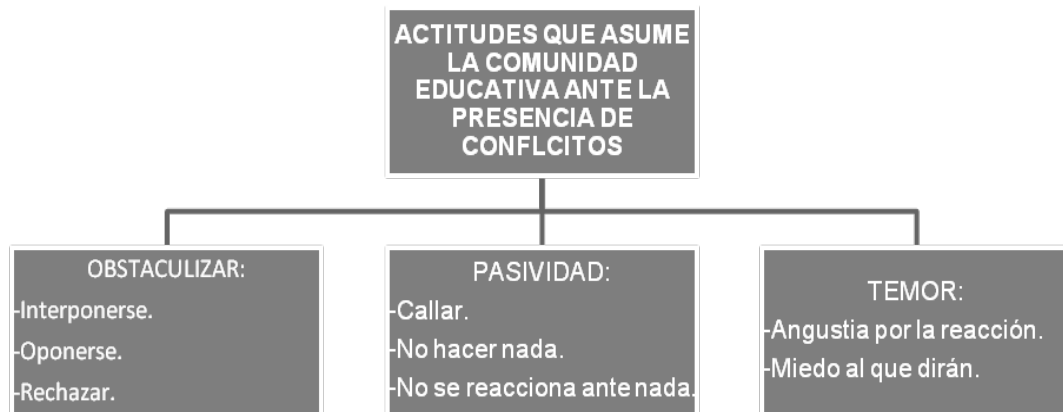 ACTITUDES QUE ASUME
LA COMUNIDAD
EDUCATIVA ANTE LA
PRESENCIA DE
CONFLCITOS
OBSTACULIZAR:
-Interponerse.
-Oponerse.
-Rechazar.
PASIVIDAD:
-Callar.
-No hacer nada.
-No se reacciona ante nada.
TEMOR:
-Angustia por la reacción.
-Miedo al que dirán.